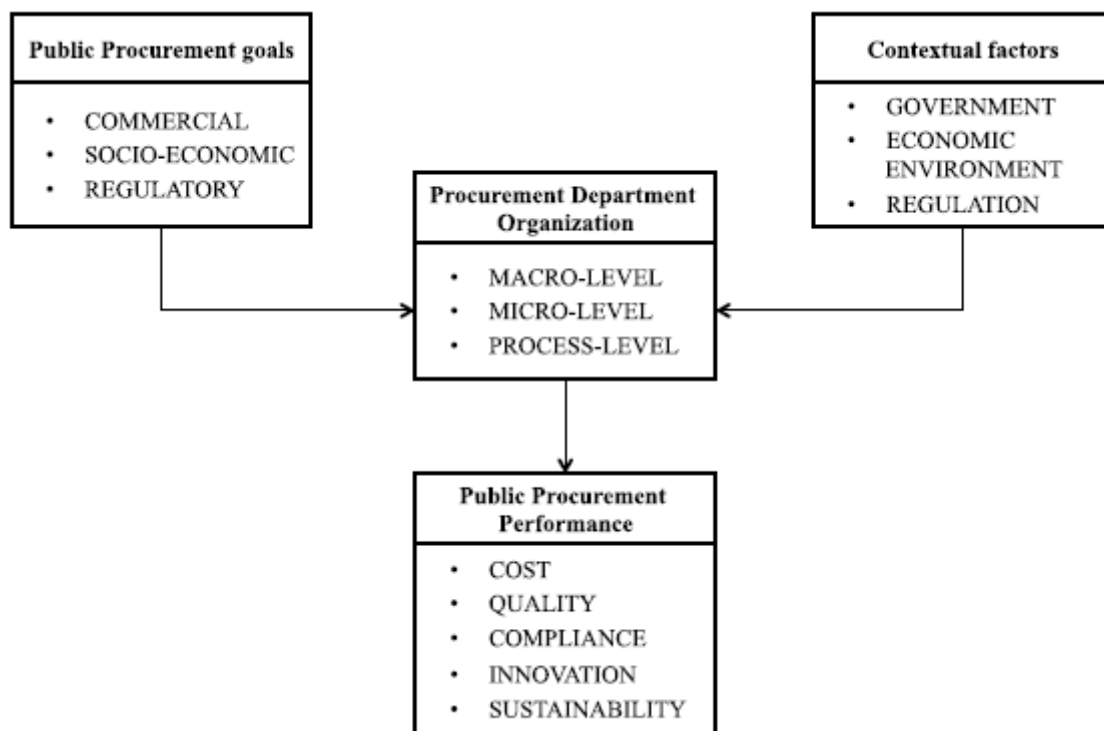 Public Procurement goals
• COMMERCIAL
• SOCIO-ECONOMIC
• REGULATORY
Contextual factors
• GOVERNMENT
• ECONOMIC
ENVIRONMENT
• REGULATION
Procurement Department
Organization
• MACRO-LEVEL
• MICRO-LEVEL
• PROCESS-LEVEL
Public Procurement
Performance
• COST
• QUALITY
• COMPLIANCE
• INNOVATION
• SUSTAINABILITY